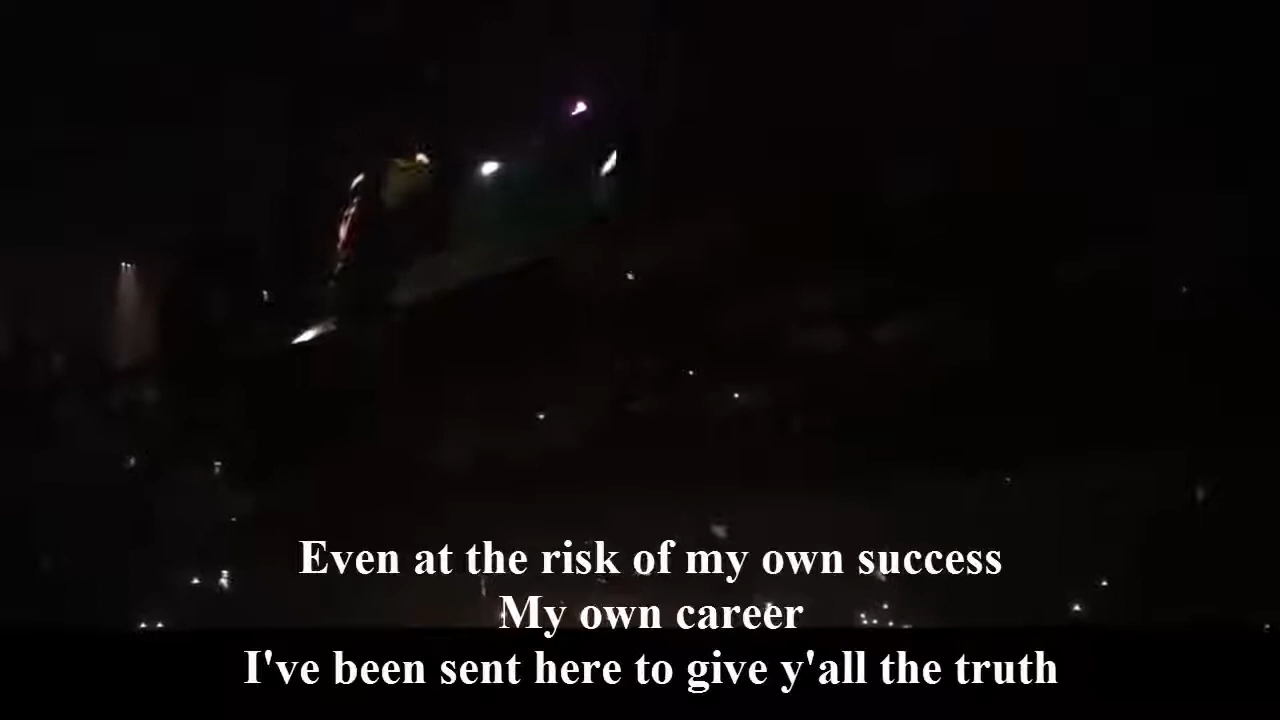 Even at the risk of my own success
My own career
I've been sent here to give y'all the truth